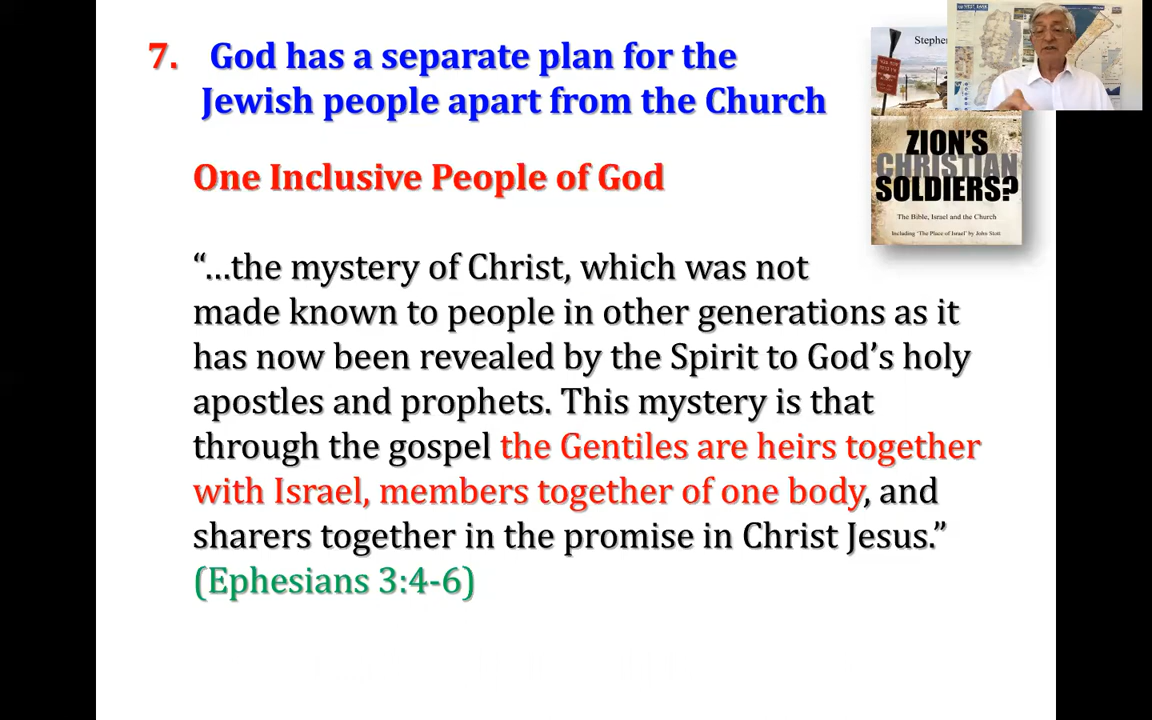 7. God has a separate plan for the
Jewish people apart from the Church
One Inclusive People of God
“…the mystery of Christ, which was not
made known to people in other generations as it
has now been revealed by the Spirit to God’s holy
apostles and prophets. This mystery is that
through the gospel the Gentiles are heirs together
with Israel, members together of one body, and
sharers together in the promise in Christ Jesus.”
(Ephesians 3:4-6)
Stephen
ZION'S
CHRISTIAN
SOLDIERS?
The Bible, Israel and the Church
Including 'The Place of Israel' by John Stott